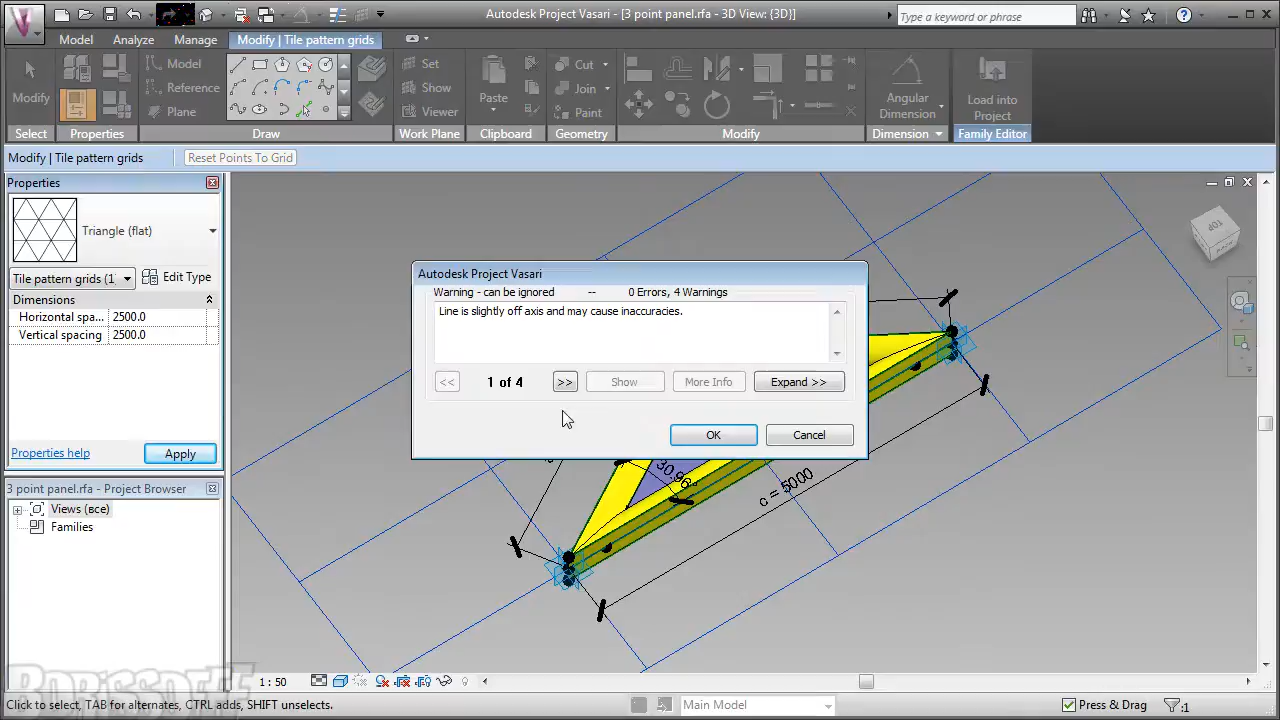 Autodesk Project Vasari - [3 point panel.rfa - 3D View: {3D}]
Type a keyword or phrase
Model
Analyze
Manage
Modify | Tile pattern grids
Modify
Model
Reference
Plane
Set
Show
Viewer
Paste
Cut
Join
Paint
Angular
Dimension
Load into
Project
Select
Properties
Draw
Work Plane
Clipboard
Geometry
Modify
Dimension
Family Editor
Modify | Tile pattern grids
Reset Points To Grid
Properties
Triangle (flat)
Tile pattern grids (1
Edit Type
Dimensions
Horizontal spa... 2500.0
Vertical spacing 2500.0
Properties help
Apply
3 point panel.rfa - Project Browser
Views (все)
Families
TOP
Autodesk Project Vasari
Warning - can be ignored -- 0 Errors, 4 Warnings
Line is slightly off axis and may cause inaccuracies.
<< 1 of 4 >> Show More Info Expand >>
OK Cancel
30.96°
c = 5000
1 : 50
BORISSOFFF
Click to select, TAB for alternates, CTRL adds, SHIFT unselects.
Main Model
Press & Drag
:1